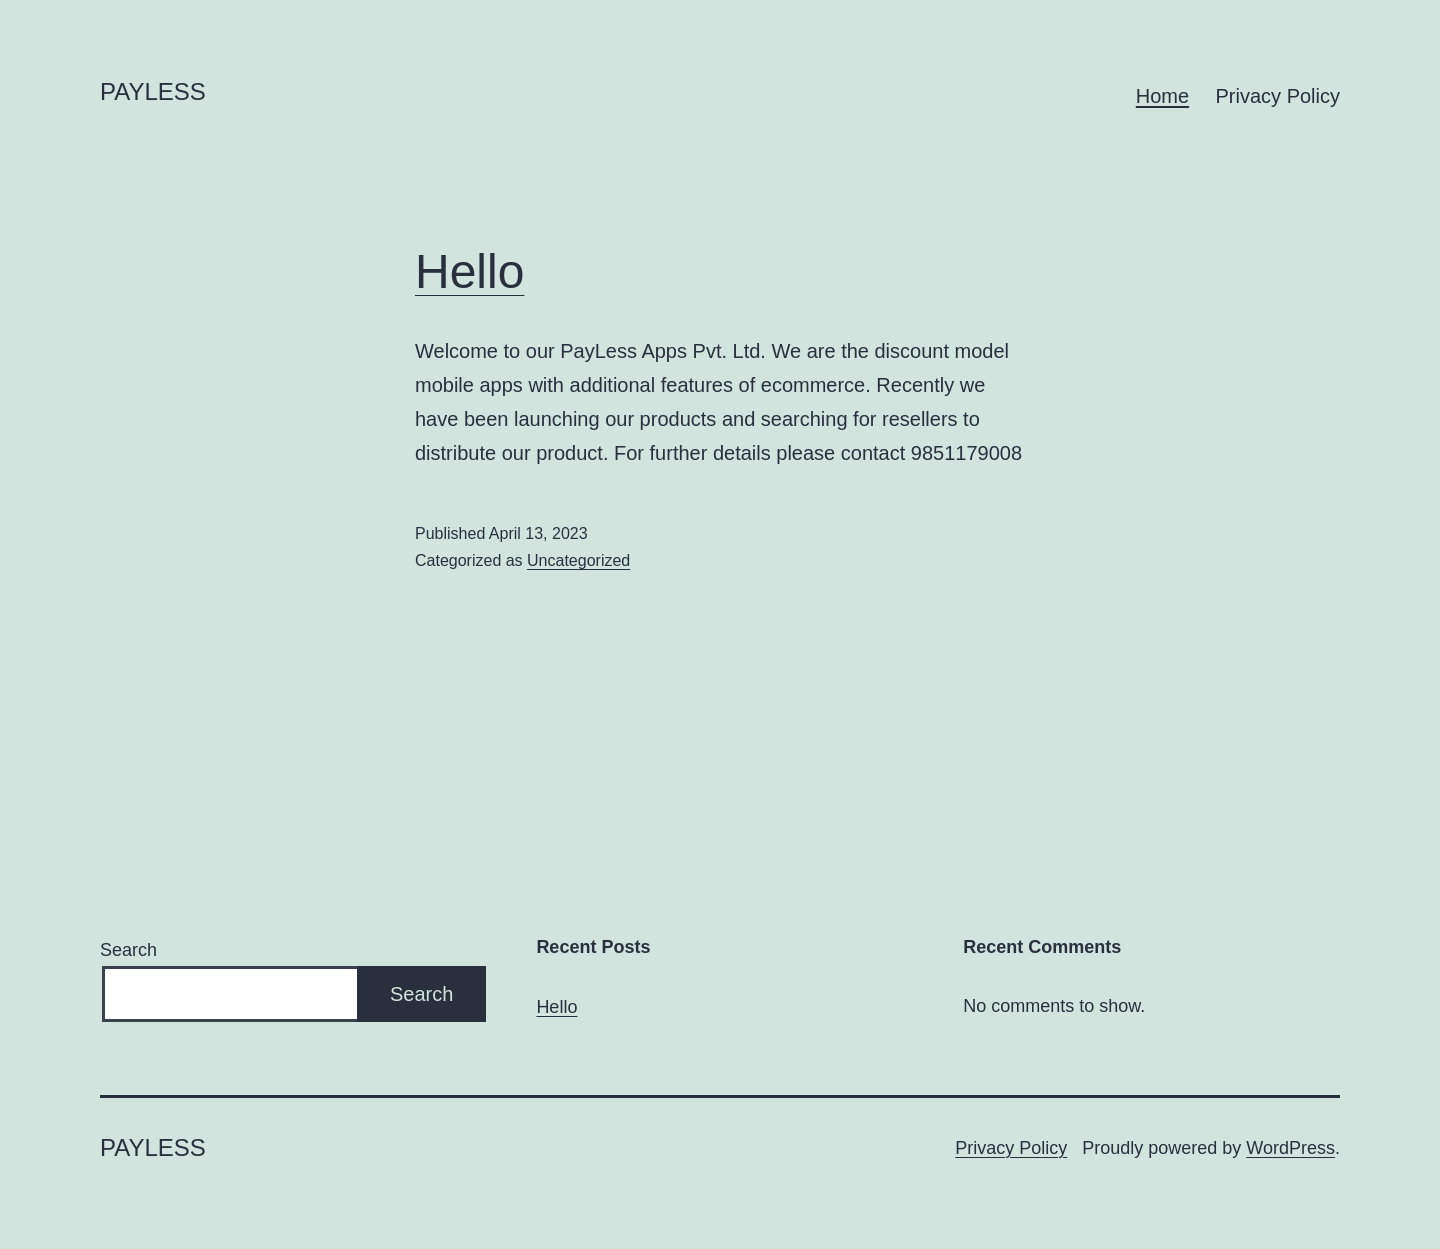 PAYLESS
Home Privacy Policy
Hello
Welcome to our PayLess Apps Pvt. Ltd. We are the discount model
mobile apps with additional features of ecommerce. Recently we
have been launching our products and searching for resellers to
distribute our product. For further details please contact 9851179008
Published April 13, 2023
Categorized as Uncategorized
Search
Search
Recent Posts
Hello
Recent Comments
No comments to show.
PAYLESS
Privacy Policy Proudly powered by WordPress.